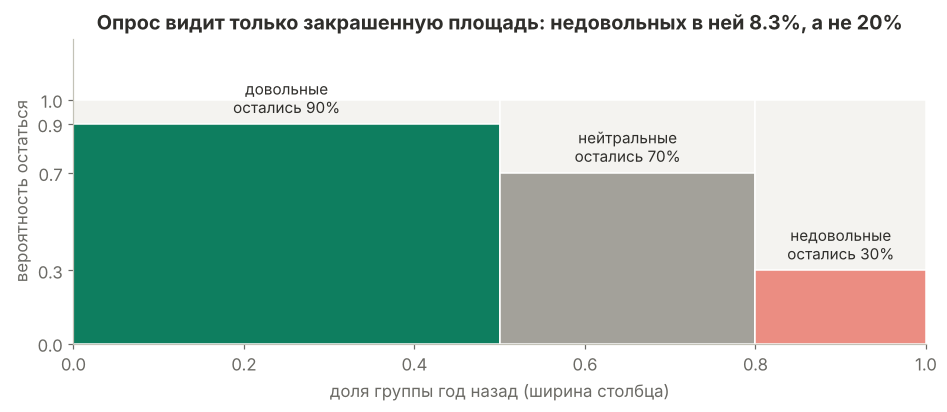 Опрос видит только закрашенную площадь: недовольных в ней 8.3%, а не 20%
вероятность остаться
1.0
0.9
0.7
0.3
0.0
довольные
остались 90%
нейтральные
остались 70%
недовольные
остались 30%
0.0 0.2 0.4 0.6 0.8 1.0
доля группы год назад (ширина столбца)